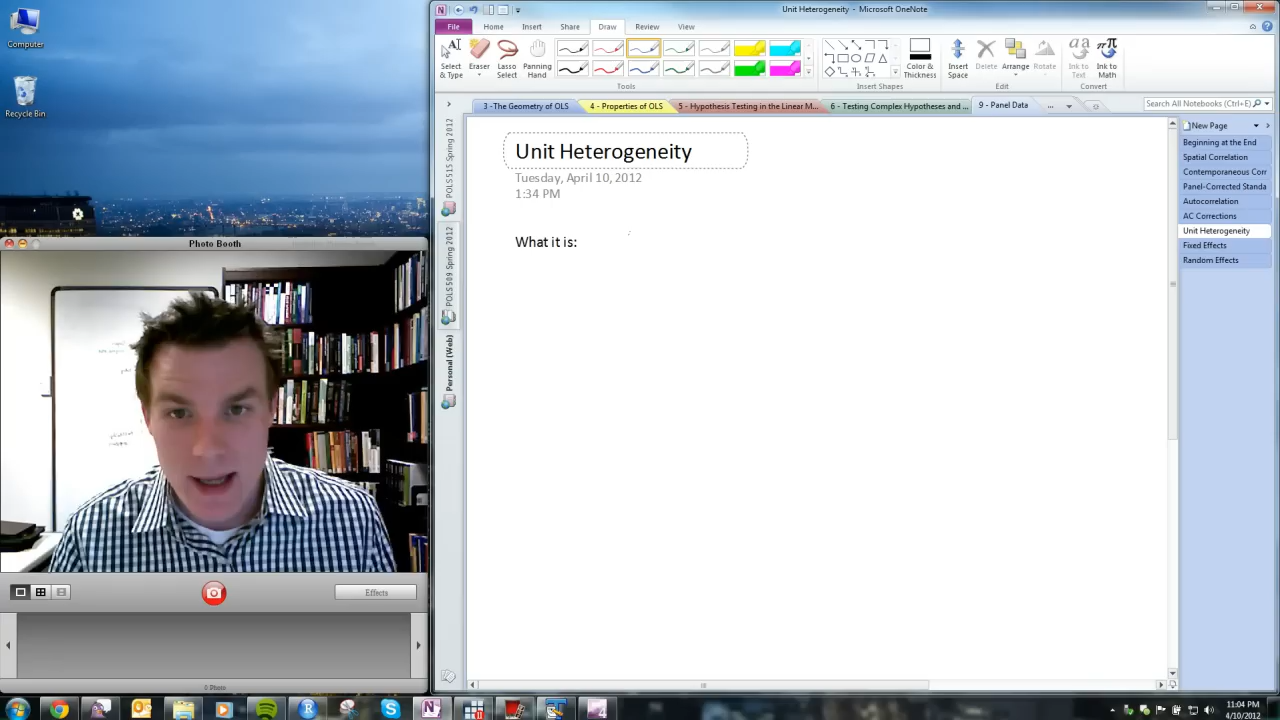 Computer
Recycle Bin
Photo Booth
Effects
0 Photo
Unit Heterogeneity - Microsoft OneNote
File Home Insert Share Draw Review View
Select & Type
Eraser
Lasso Select
Panning Hand
Color & Thickness
Insert Space
Delete
Arrange
Rotate
Ink to Text
Ink to Math
Tools
Insert Shapes
Edit
Convert
3 -The Geometry of OLS
4 - Properties of OLS
5 - Hypothesis Testing in the Linear M...
6 - Testing Complex Hypotheses and ...
9 - Panel Data
...
Search All Notebooks (Ctrl+E)
POLS 515 Spring 2012
POLS 509 Spring 2012
Personal (Web)
Unit Heterogeneity
Tuesday, April 10, 2012
1:34 PM
What it is:
New Page
Beginning at the End
Spatial Correlation
Contemporaneous Corr
Panel-Corrected Standa
Autocorrelation
AC Corrections
Unit Heterogeneity
Fixed Effects
Random Effects
11:04 PM
4/10/2012